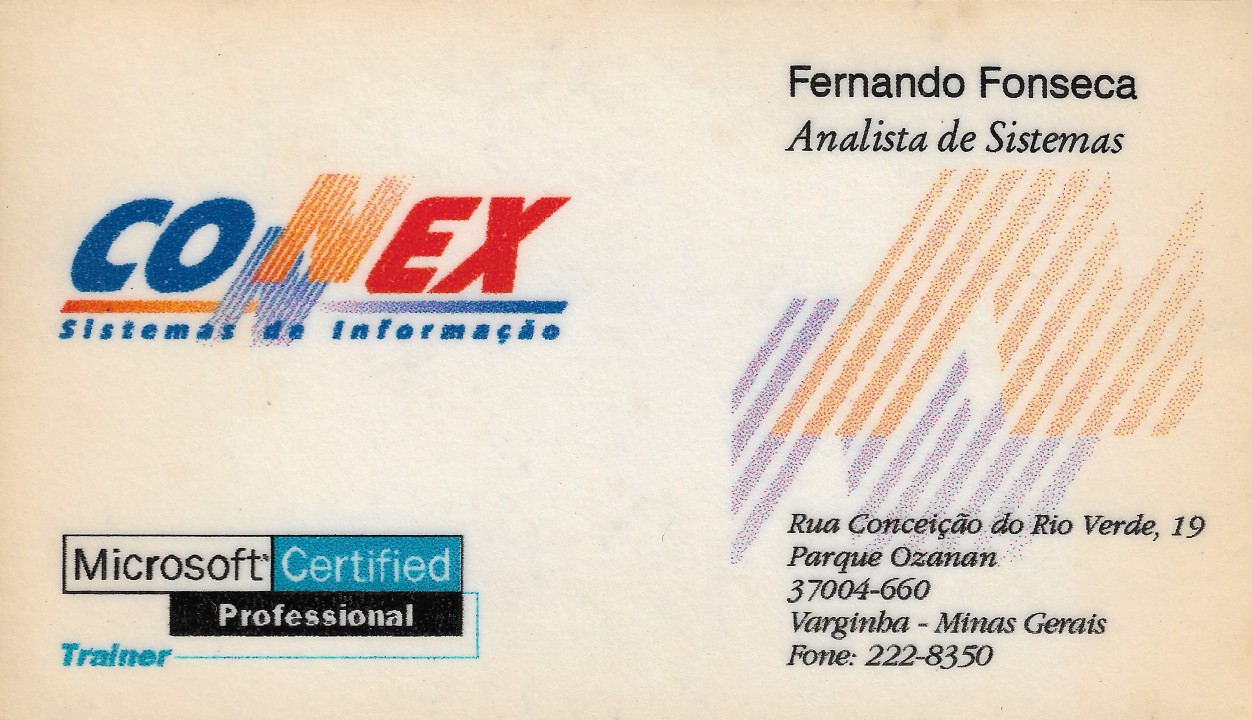 Fernando Fonseca
Analista de Sistemas
CONEX
Sistemas de Informação
Microsoft Certified
Professional
Trainer
Rua Conceição do Rio Verde, 19
Parque Ozanan
37004-660
Varginha - Minas Gerais
Fone: 222-8350